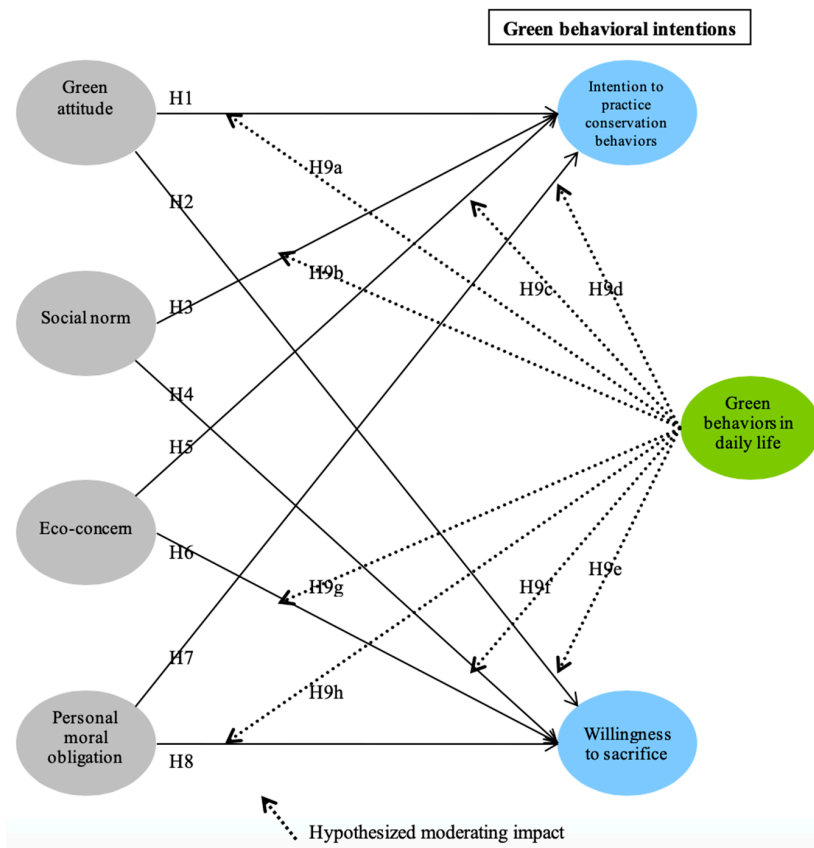 Green behavioral intentions
Green
attitude
H1
Intention to
practice
conservation
behaviors
H9a
H2
H9b
H9c
H9d
Social norm
H3
H4
Green
behaviors in
daily life
H5
Eco-concern
H6
H9g
H9f
H9e
H7
H9h
Personal
moral
obligation
H8
Willingness
to sacrifice
Hypothesized moderating impact